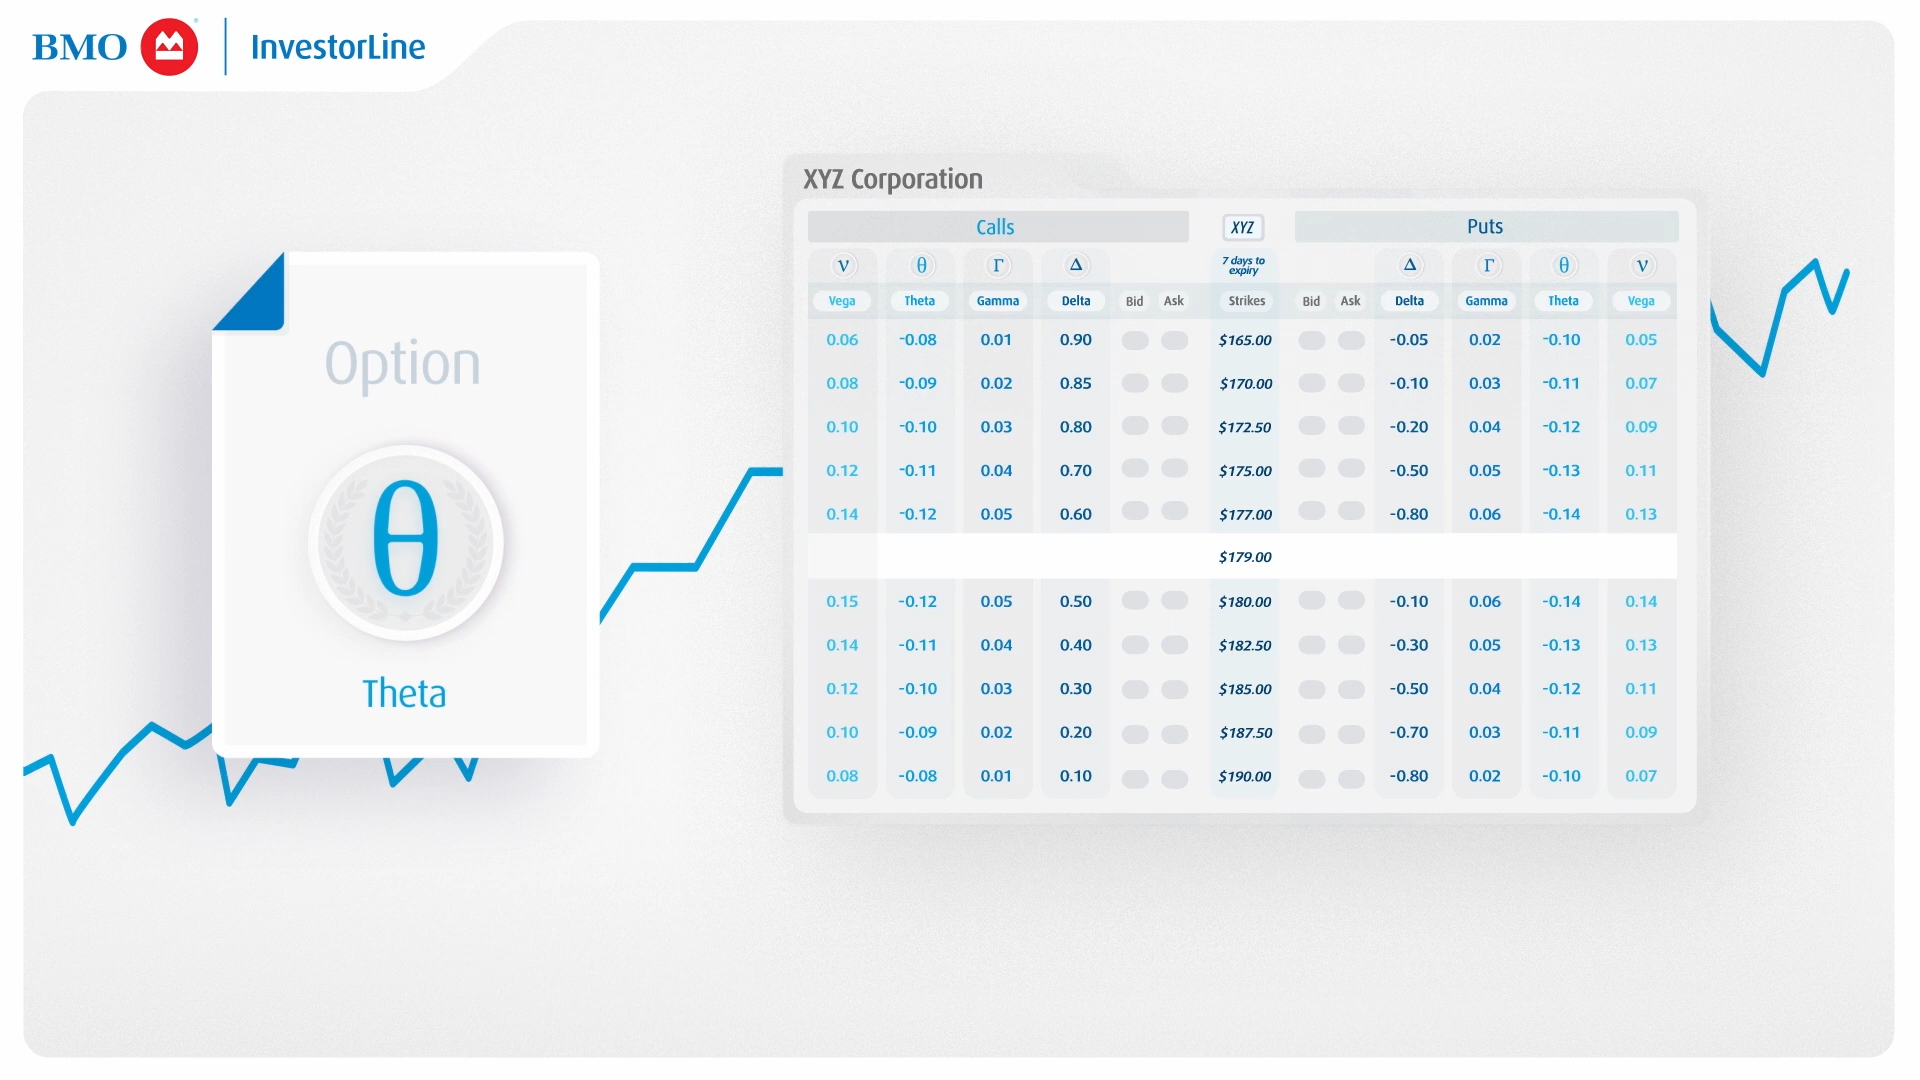 BMO InvestorLine
Option
θ
Theta
XYZ Corporation
Calls XYZ Puts
ν θ Γ Δ 7 days to expiry Δ Γ θ ν
Vega Theta Gamma Delta Bid Ask Strikes Bid Ask Delta Gamma Theta Vega
0.06 -0.08 0.01 0.90 $165.00 -0.05 0.02 -0.10 0.05
0.08 -0.09 0.02 0.85 $170.00 -0.10 0.03 -0.11 0.07
0.10 -0.10 0.03 0.80 $172.50 -0.20 0.04 -0.12 0.09
0.12 -0.11 0.04 0.70 $175.00 -0.50 0.05 -0.13 0.11
0.14 -0.12 0.05 0.60 $177.00 -0.80 0.06 -0.14 0.13
$179.00
0.15 -0.12 0.05 0.50 $180.00 -0.10 0.06 -0.14 0.14
0.14 -0.11 0.04 0.40 $182.50 -0.30 0.05 -0.13 0.13
0.12 -0.10 0.03 0.30 $185.00 -0.50 0.04 -0.12 0.11
0.10 -0.09 0.02 0.20 $187.50 -0.70 0.03 -0.11 0.09
0.08 -0.08 0.01 0.10 $190.00 -0.80 0.02 -0.10 0.07